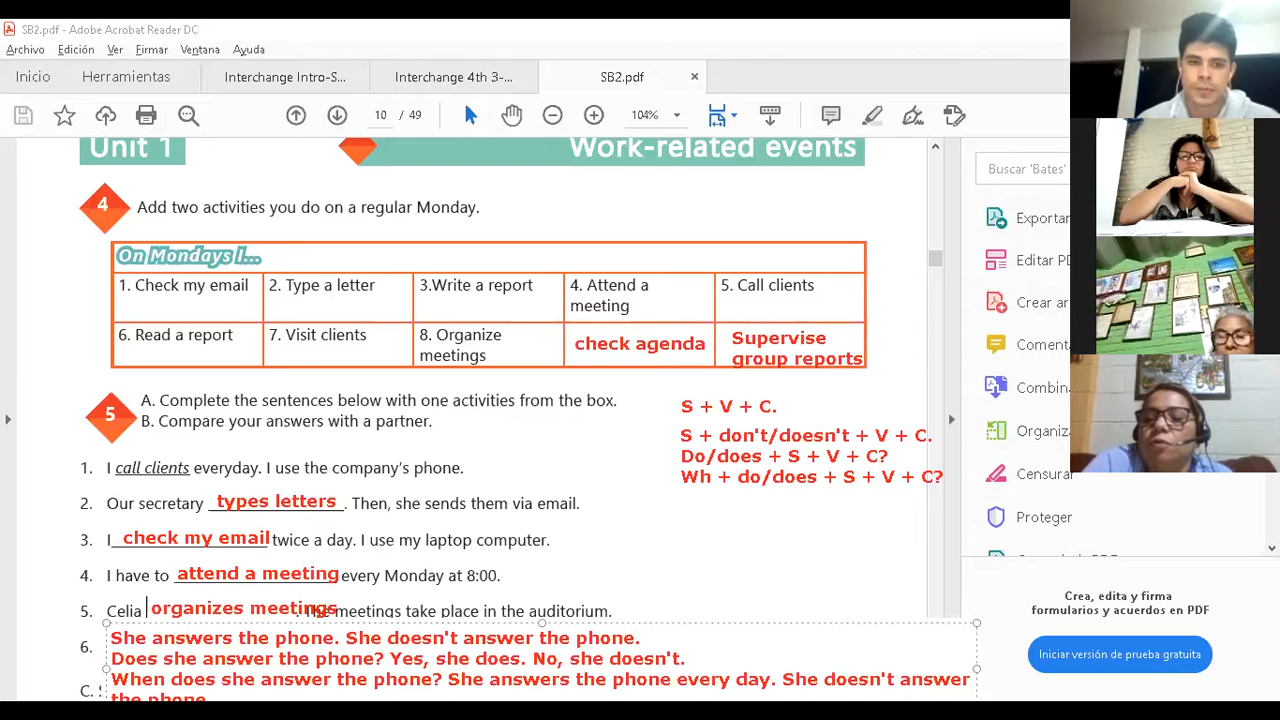 SB2.pdf - Adobe Acrobat Reader DC
Archivo Edición Ver Firmar Ventana Ayuda
Inicio Herramientas Interchange Intro-S... Interchange 4th 3-... SB2.pdf ×
10 / 49 104%
Unit 1 Work-related events
4 Add two activities you do on a regular Monday.
On Mondays I...
1. Check my email 2. Type a letter 3.Write a report 4. Attend a meeting 5. Call clients
6. Read a report 7. Visit clients 8. Organize meetings check agenda Supervise group reports
5 A. Complete the sentences below with one activities from the box.
B. Compare your answers with a partner.
S + V + C.
S + don't/doesn't + V + C.
Do/does + S + V + C?
Wh + do/does + S + V + C?
1. I call clients everyday. I use the company's phone.
2. Our secretary types letters. Then, she sends them via email.
3. I check my email twice a day. I use my laptop computer.
4. I have to attend a meeting every Monday at 8:00.
5. Celia organizes meetings. The meetings take place in the auditorium.
6.
She answers the phone. She doesn't answer the phone.
Does she answer the phone? Yes, she does. No, she doesn't.
When does she answer the phone? She answers the phone every day. She doesn't answer
the phone
C. S
Buscar 'Bates'
Exportar
Editar PD
Crear ar
Coment
Combin
Organiz
Censurar
Proteger
Crea, edita y firma
formularios y acuerdos en PDF
Iniciar versión de prueba gratuita